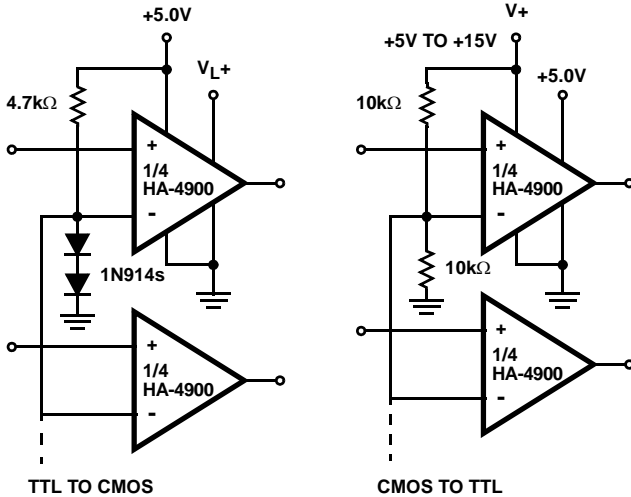 +5.0V
VL+
4.7kΩ
+
1/4
HA-4900
-
1N914s
+
1/4
HA-4900
-
TTL TO CMOS
V+
+5V TO +15V
+5.0V
10kΩ
+
1/4
HA-4900
-
10kΩ
+
1/4
HA-4900
-
CMOS TO TTL